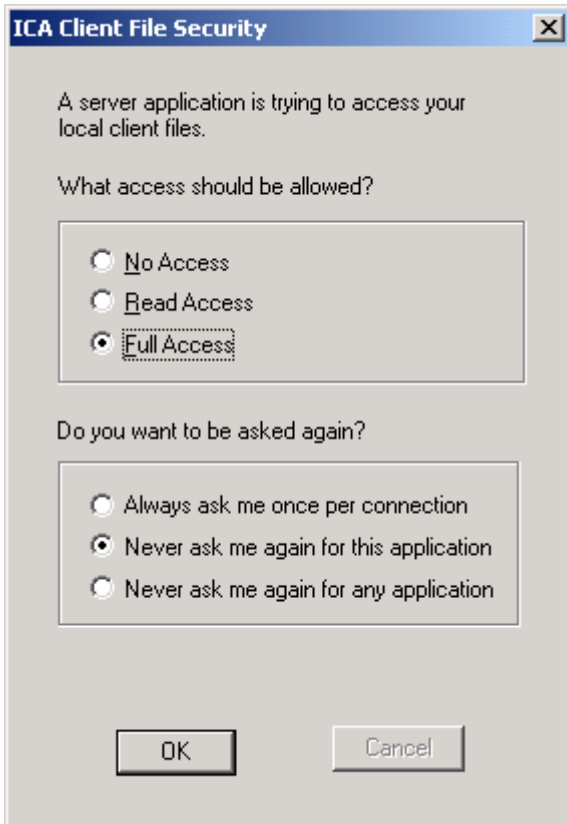 ICA Client File Security
A server application is trying to access your
local client files.
What access should be allowed?
No Access
Read Access
Full Access
Do you want to be asked again?
Always ask me once per connection
Never ask me again for this application
Never ask me again for any application
OK
Cancel